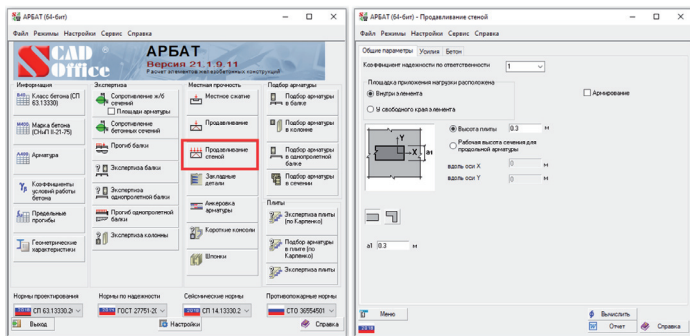 АРБАТ (64-бит)
Файл Режимы Настройки Сервис Справка
SCAD Office ®
АРБАТ
Версия 21.1.9.11
Расчет элементов железобетонных конструкций
Информация
Класс бетона (СП 63.13330)
Марка бетона (СНиП II-21-75)
Арматура
Коэффициенты условий работы бетона
Предельные прогибы
Геометрические характеристики
Экспертиза
Сопротивление ж/б сечений
Площади арматуры
Сопротивление бетонных сечений
Прогиб балки
Экспертиза балки
Экспертиза однопролетной балки
Прогиб однопролетной балки
Экспертиза колонны
Местная прочность
Местное сжатие
Продавливание
Продавливание стеной
Закладные детали
Анкеровка арматуры
Короткие консоли
Шпонки
Подбор арматуры
Подбор арматуры в балке
Подбор арматуры в колонне
Подбор арматуры в однопролетной балке
Подбор арматуры в сечении
Плиты
Экспертиза плиты (по Карпенко)
Подбор арматуры в плите (по Карпенко)
Экспертиза плиты
Нормы проектирования
Нормы по надежности
Сейсмические нормы
Противопожарные нормы
СП 63.13330.2
ГОСТ 27751-2
СП 14.13330.2
СТО 36554501
Выход
Настройки
Справка
АРБАТ (64-бит) - Продавливание стеной
Файл Режимы Настройки Сервис Справка
Общие параметры Усилия Бетон
Коэффициент надежности по ответственности 1
Площадка приложения нагрузки расположена
Внутри элемента
У свободного края элемента
Армирование
Y
X
a1
Высота плиты 0.3 м
Рабочая высота сечения для продольной арматуры
вдоль оси X 0 м
вдоль оси Y 0 м
a1 0.3 м
Меню
Вычислить
Отчет
Справка